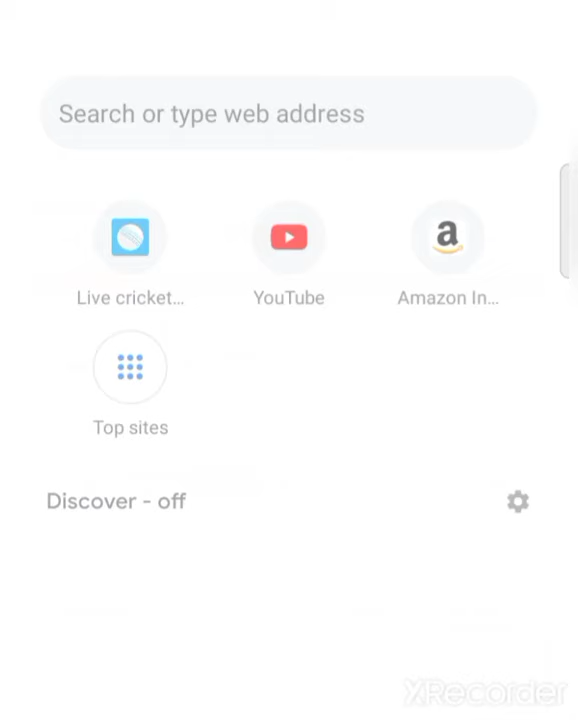 Search or type web address
Live cricket...
YouTube
Amazon In...
Top sites
Discover - off
XRecorder